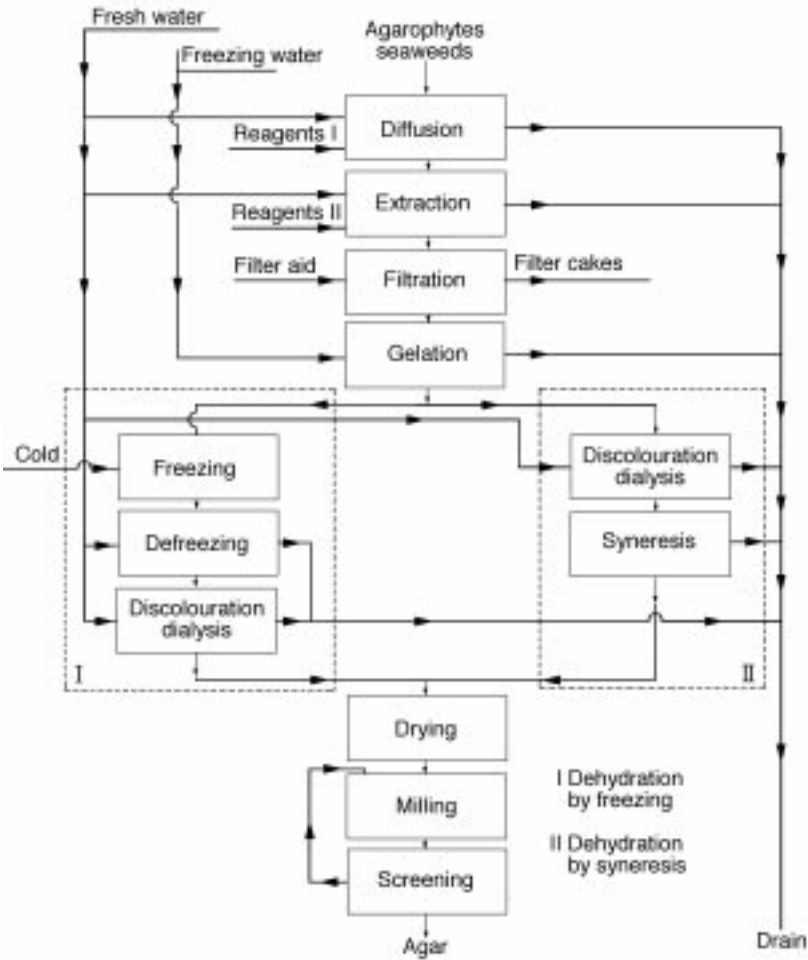 Fresh water
Freezing water
Agarophytes
seaweeds
Diffusion
Reagents I
Extraction
Reagents II
Filter aid
Filtration
Filter cakes
Gelation
Cold
Freezing
Discolouration
dialysis
Defreezing
Syneresis
Discolouration
dialysis
I
II
Drying
Milling
I Dehydration
by freezing
II Dehydration
by syneresis
Screening
Drain
Agar